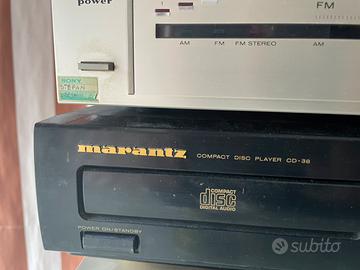 power
FM
AM FM FM STEREO AM
SONY
STEFAN
marantz COMPACT DISC PLAYER CD-38
COMPACT
disc
DIGITAL AUDIO
POWER ON/STANDBY
subito